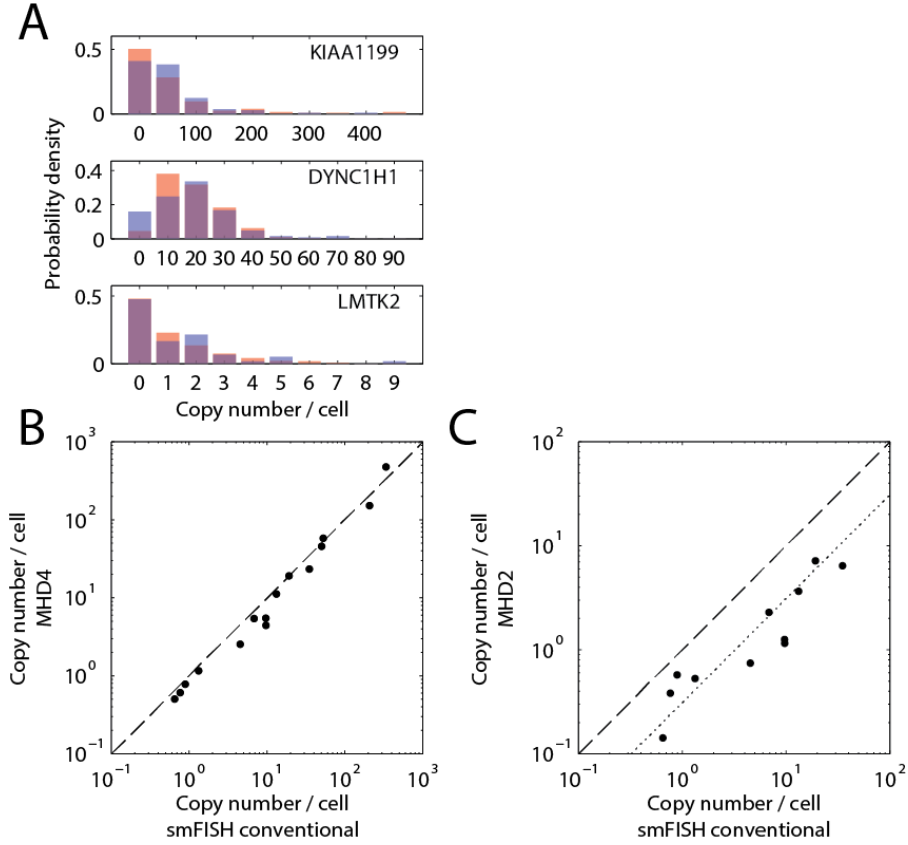 A
Probability density
KIAA1199
0.5
0
0 100 200 300 400
DYNC1H1
0.4
0.2
0
0 10 20 30 40 50 60 70 80 90
LMTK2
0.5
0
0 1 2 3 4 5 6 7 8 9
Copy number / cell
B
Copy number / cell
MHD4
10³
10²
10¹
10⁰
10⁻¹
10⁻¹ 10⁰ 10¹ 10² 10³
Copy number / cell
smFISH conventional
C
Copy number / cell
MHD2
10²
10¹
10⁰
10⁻¹
10⁻¹ 10⁰ 10¹ 10²
Copy number / cell
smFISH conventional